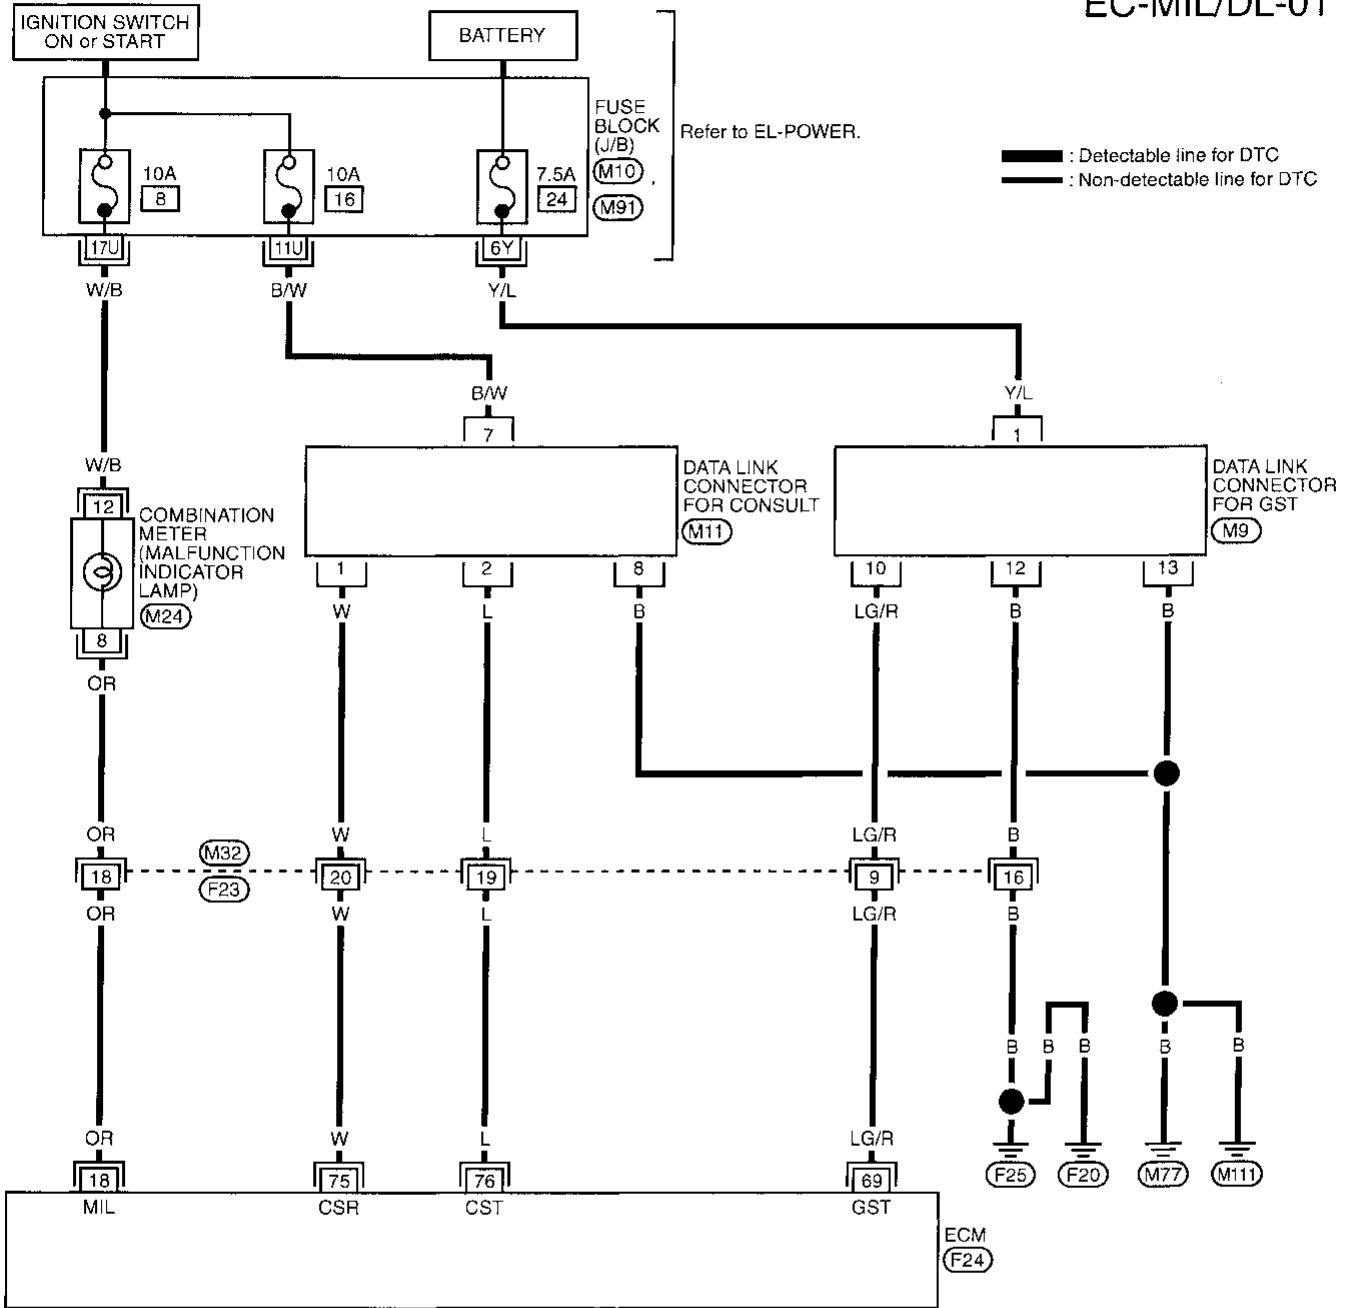 EC-MIL/DL-01
IGNITION SWITCH
ON or START
BATTERY
FUSE
BLOCK
(J/B)
M10
,
M91
Refer to EL-POWER.
: Detectable line for DTC
: Non-detectable line for DTC
10A
8
10A
16
7.5A
24
17U
11U
6Y
W/B
B/W
Y/L
B/W
Y/L
7
1
W/B
12
COMBINATION
METER
(MALFUNCTION
INDICATOR
LAMP)
M24
8
OR
DATA LINK
CONNECTOR
FOR CONSULT
M11
DATA LINK
CONNECTOR
FOR GST
M9
1
2
8
10
12
13
W
L
B
LG/R
B
B
OR
W
L
LG/R
B
M32
F23
18
20
19
9
16
OR
W
L
LG/R
B
B
B
B
B
B
OR
W
L
LG/R
18
75
76
69
F25
F20
M77
M111
MIL
CSR
CST
GST
ECM
F24